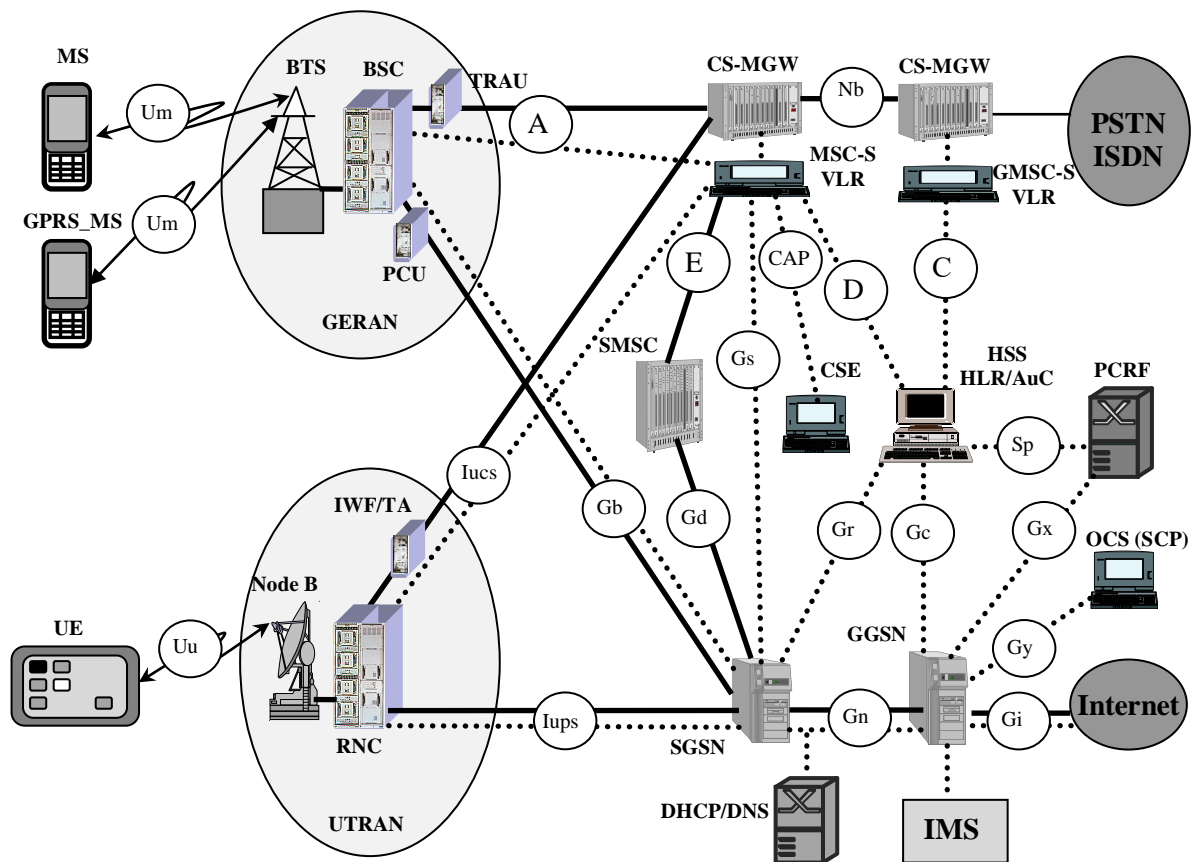 MS
BTS
BSC
TRAU
CS-MGW
CS-MGW
Um
Nb
A
PSTN
ISDN
MSC-S
VLR
GMSC-S
VLR
GPRS_MS
Um
PCU
GERAN
E
CAP
D
C
SMSC
Gs
CSE
HSS
HLR/AuC
PCRF
Sp
Iucs
IWF/TA
Gb
Gd
Gr
Gc
Gx
OCS (SCP)
Node B
UE
Uu
GGSN
Gy
RNC
Iups
SGSN
Gn
Gi
Internet
UTRAN
DHCP/DNS
IMS